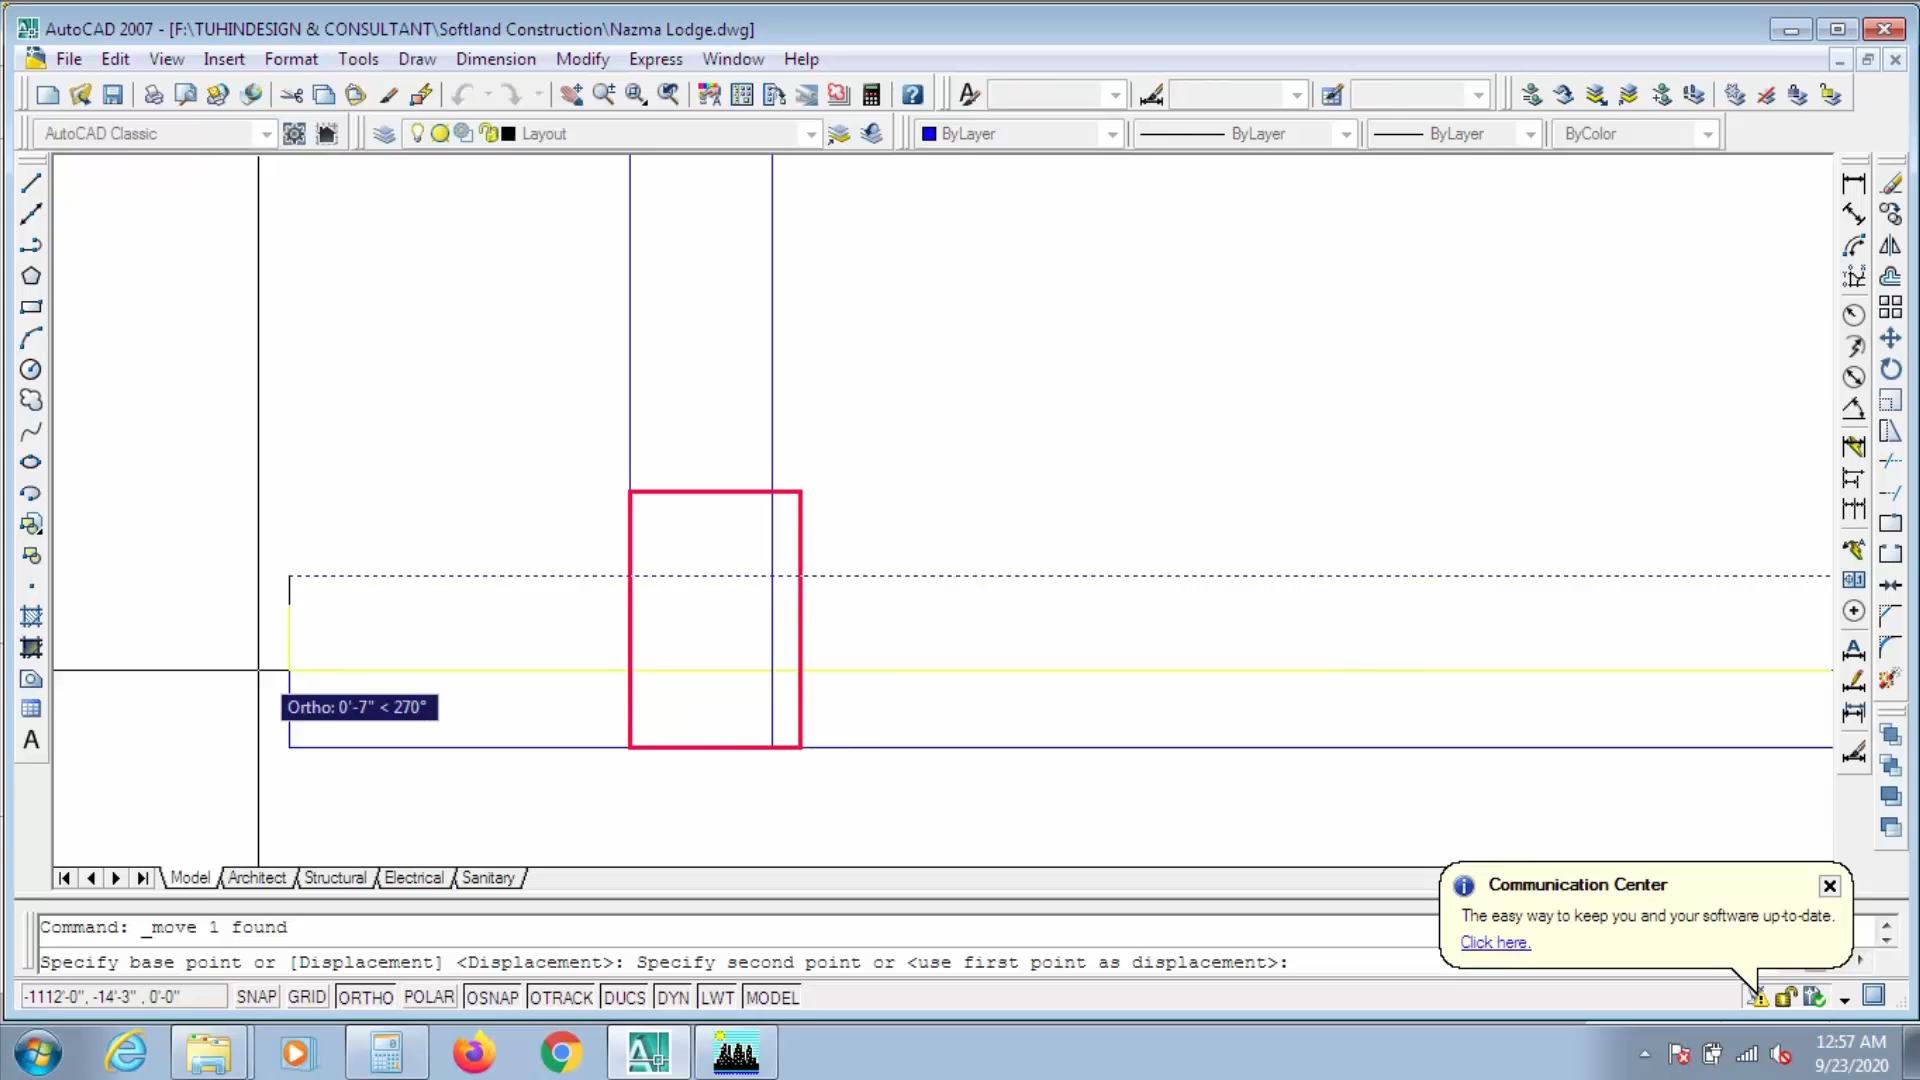 AutoCAD 2007 - [F:\TUHINDESIGN & CONSULTANT\Softland Construction\Nazma Lodge.dwg]
File Edit View Insert Format Tools Draw Dimension Modify Express Window Help
AutoCAD Classic Layout ByLayer ByLayer ByLayer ByColor
Ortho: 0'-7" < 270°
A
Model Architect Structural Electrical Sanitary
Communication Center
The easy way to keep you and your software up-to-date.
Click here.
Command: _move 1 found
Specify base point or [Displacement] <Displacement>: Specify second point or <use first point as displacement>:
-1112'-0", -14'-3" , 0'-0" SNAP GRID ORTHO POLAR OSNAP OTRACK DUCS DYN LWT MODEL
12:57 AM
9/23/2020